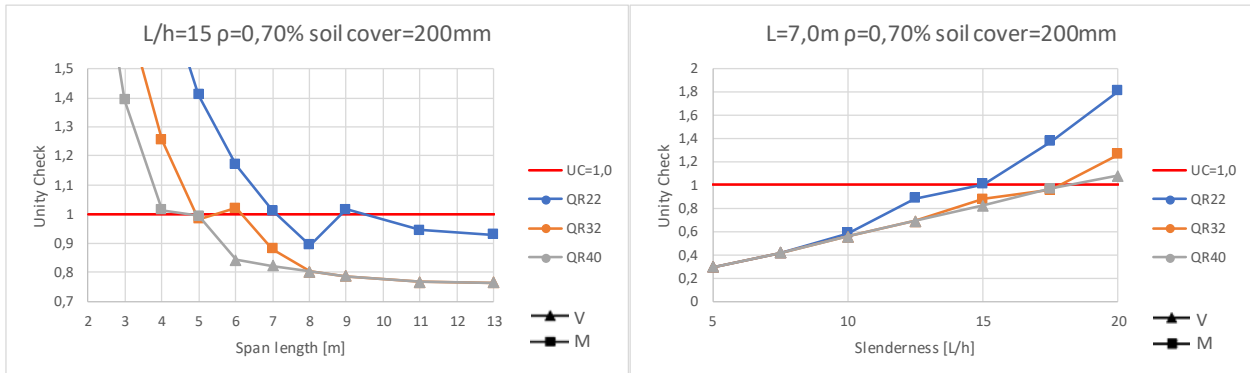 L/h=15 ρ=0,70% soil cover=200mm
1,5
1,4
1,3
1,2
1,1
1
0,9
0,8
0,7
Unity Check
2 3 4 5 6 7 8 9 10 11 12 13
Span length [m]
UC=1,0
QR22
QR32
QR40
V
M
L=7,0m ρ=0,70% soil cover=200mm
2
1,8
1,6
1,4
1,2
1
0,8
0,6
0,4
0,2
0
Unity Check
5 10 15 20
Slenderness [L/h]
UC=1,0
QR22
QR32
QR40
V
M